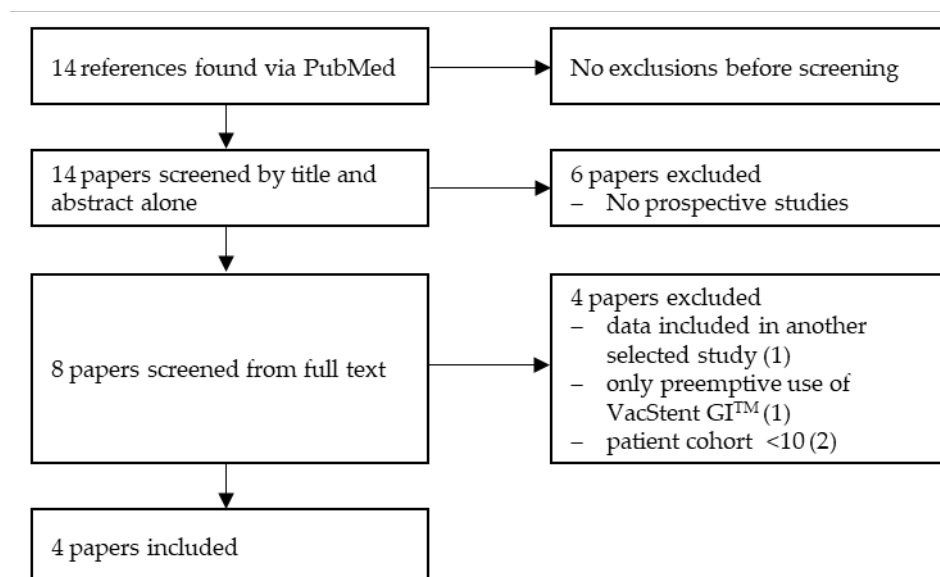 14 references found via PubMed
No exclusions before screening
14 papers screened by title and
abstract alone
6 papers excluded
– No prospective studies
8 papers screened from full text
4 papers excluded
– data included in another
selected study (1)
– only preemptive use of
VacStent GI™ (1)
– patient cohort <10 (2)
4 papers included